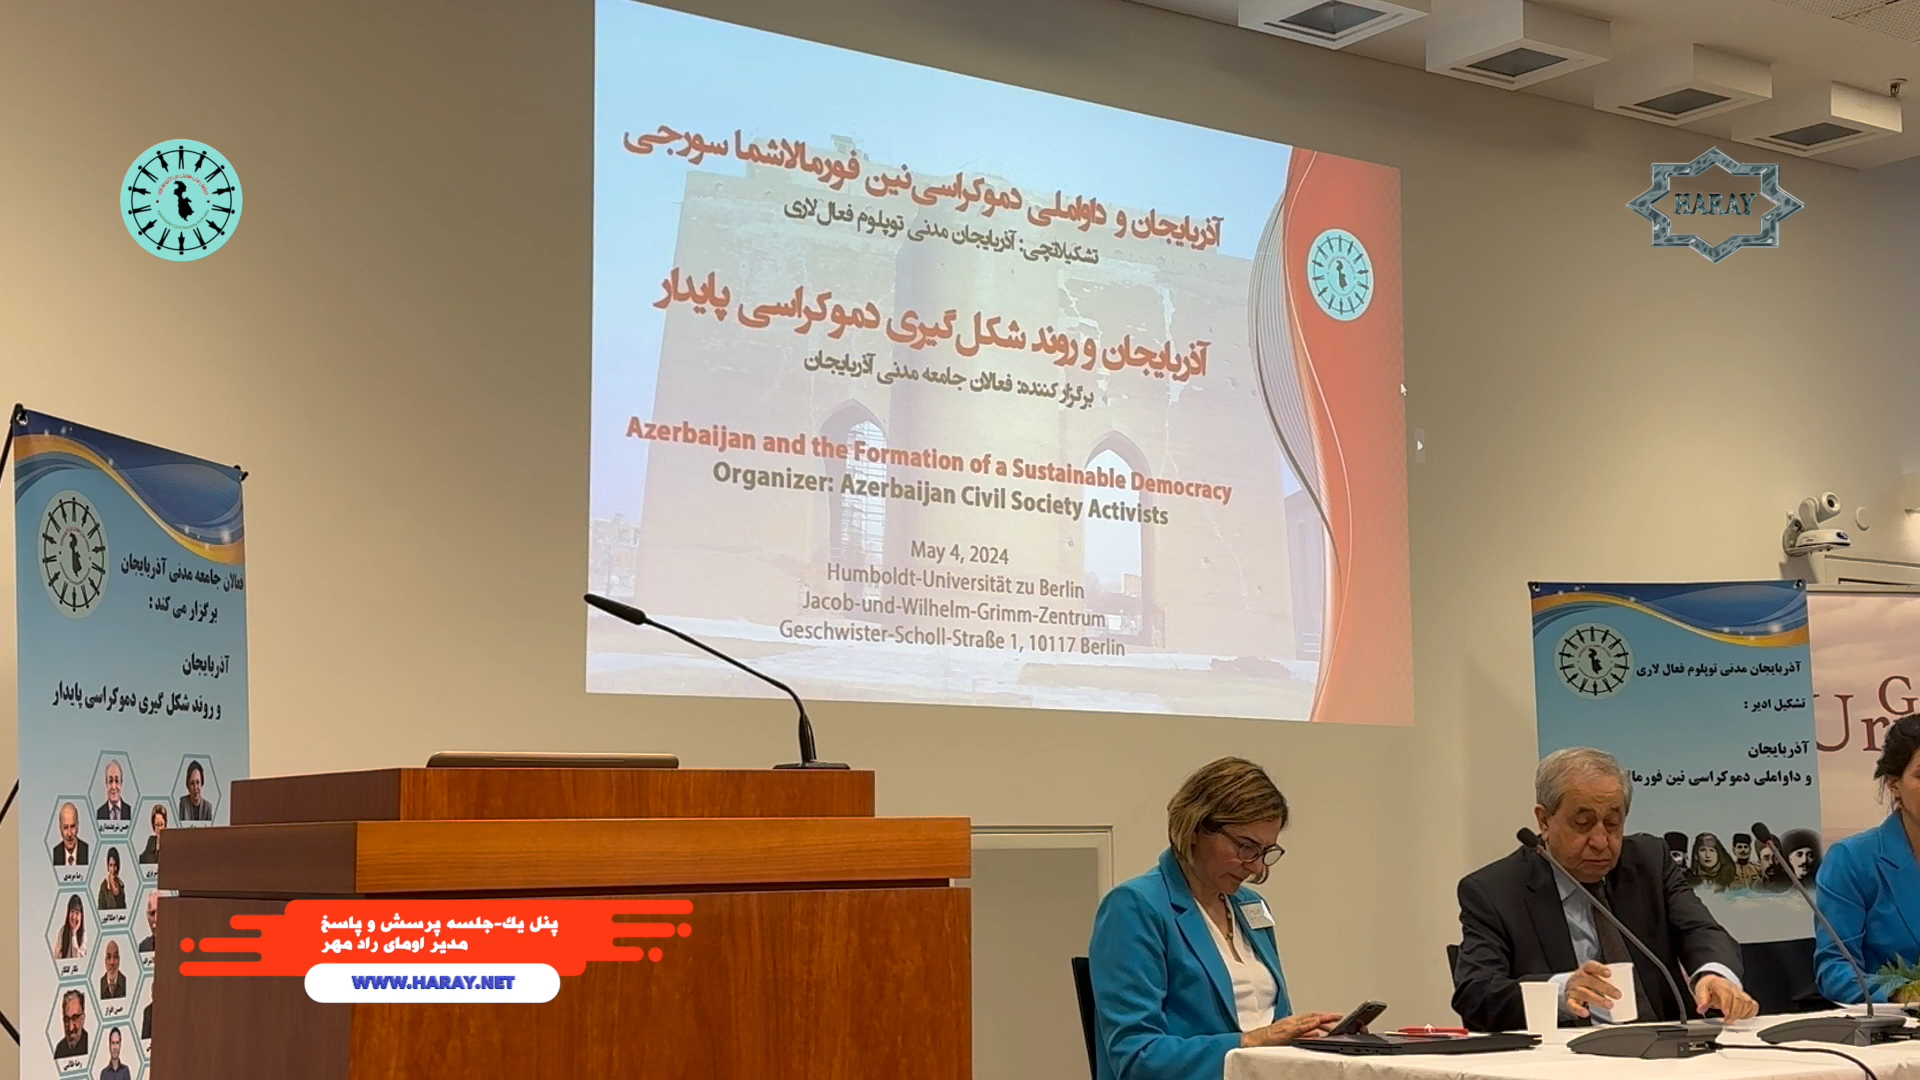 آذربایجان و داواملی دموکراسی‌نین فورمالاشما سورجی
تشکیلاتچی: آذربایجان مدنی توپلوم فعال‌لاری
آذربایجان و روند شکل‌گیری دموکراسی پایدار
برگزار کننده: فعالان جامعه مدنی آذربایجان
Azerbaijan and the Formation of a Sustainable Democracy
Organizer: Azerbaijan Civil Society Activists
May 4, 2024
Humboldt-Universität zu Berlin
Jacob-und-Wilhelm-Grimm-Zentrum
Geschwister-Scholl-Straße 1, 10117 Berlin
HARAY
فعالان جامعه مدنی آذربایجان
برگزار می کند :
آذربایجان
و روند شکل گیری دموکراسی پایدار
آذربایجان مدنی توپلوم فعال لاری
تشکیل ادیر :
آذربایجان
و داواملی دموکراسی نین
پنل یک-جلسه پرسش و پاسخ
مدیر اومای راد مهر
WWW.HARAY.NET